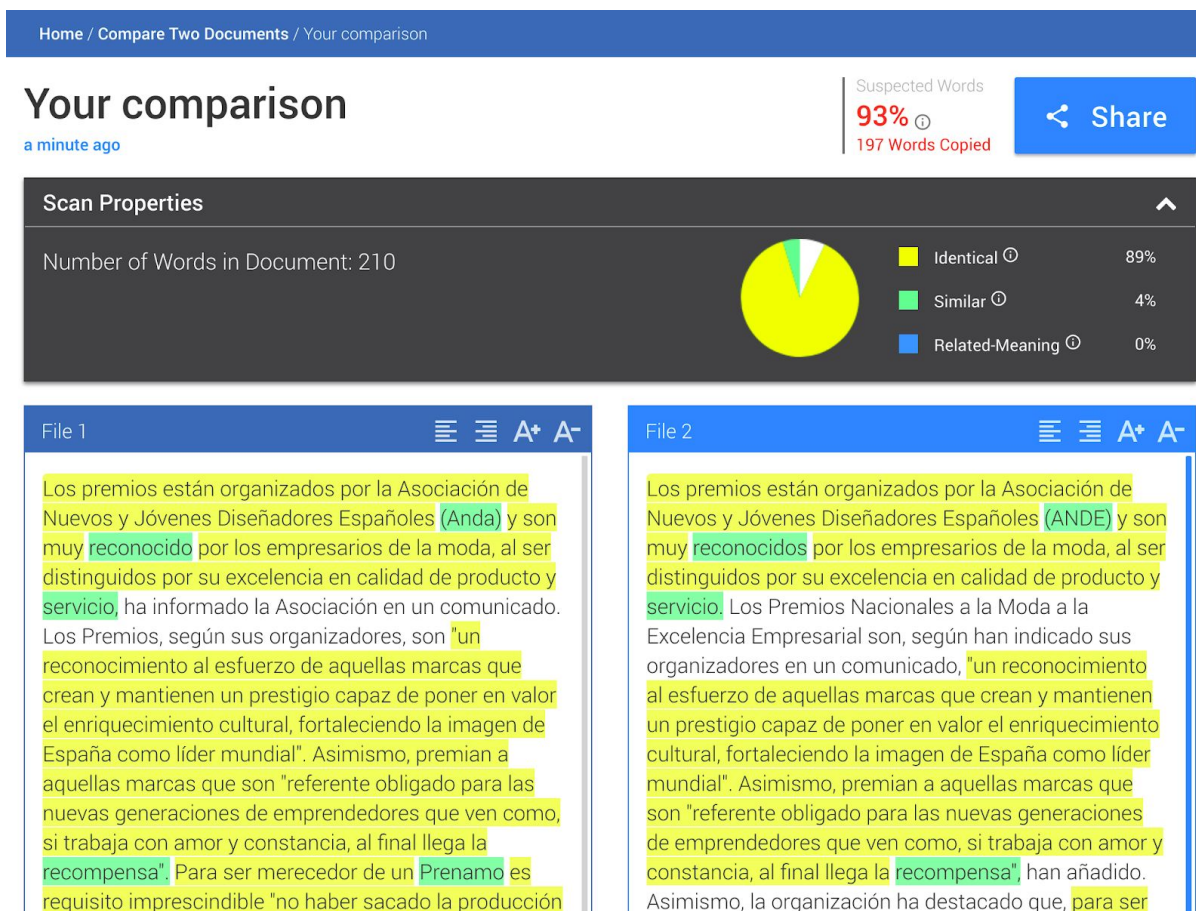 Home / Compare Two Documents / Your comparison
Your comparison
a minute ago
Suspected Words
93%
197 Words Copied
Share
Scan Properties
Number of Words in Document: 210
Identical 89%
Similar 4%
Related-Meaning 0%
File 1
A+ A-
Los premios están organizados por la Asociación de
Nuevos y Jóvenes Diseñadores Españoles (Anda) y son
muy reconocido por los empresarios de la moda, al ser
distinguidos por su excelencia en calidad de producto y
servicio, ha informado la Asociación en un comunicado.
Los Premios, según sus organizadores, son "un
reconocimiento al esfuerzo de aquellas marcas que
crean y mantienen un prestigio capaz de poner en valor
el enriquecimiento cultural, fortaleciendo la imagen de
España como líder mundial". Asimismo, premian a
aquellas marcas que son "referente obligado para las
nuevas generaciones de emprendedores que ven como,
si trabaja con amor y constancia, al final llega la
recompensa". Para ser merecedor de un Prenamo es
requisito imprescindible "no haber sacado la producción
File 2
A+ A-
Los premios están organizados por la Asociación de
Nuevos y Jóvenes Diseñadores Españoles (ANDE) y son
muy reconocidos por los empresarios de la moda, al ser
distinguidos por su excelencia en calidad de producto y
servicio. Los Premios Nacionales a la Moda a la
Excelencia Empresarial son, según han indicado sus
organizadores en un comunicado, "un reconocimiento
al esfuerzo de aquellas marcas que crean y mantienen
un prestigio capaz de poner en valor el enriquecimiento
cultural, fortaleciendo la imagen de España como líder
mundial". Asimismo, premian a aquellas marcas que
son "referente obligado para las nuevas generaciones
de emprendedores que ven como, si trabaja con amor y
constancia, al final llega la recompensa", han añadido.
Asimismo, la organización ha destacado que, para ser